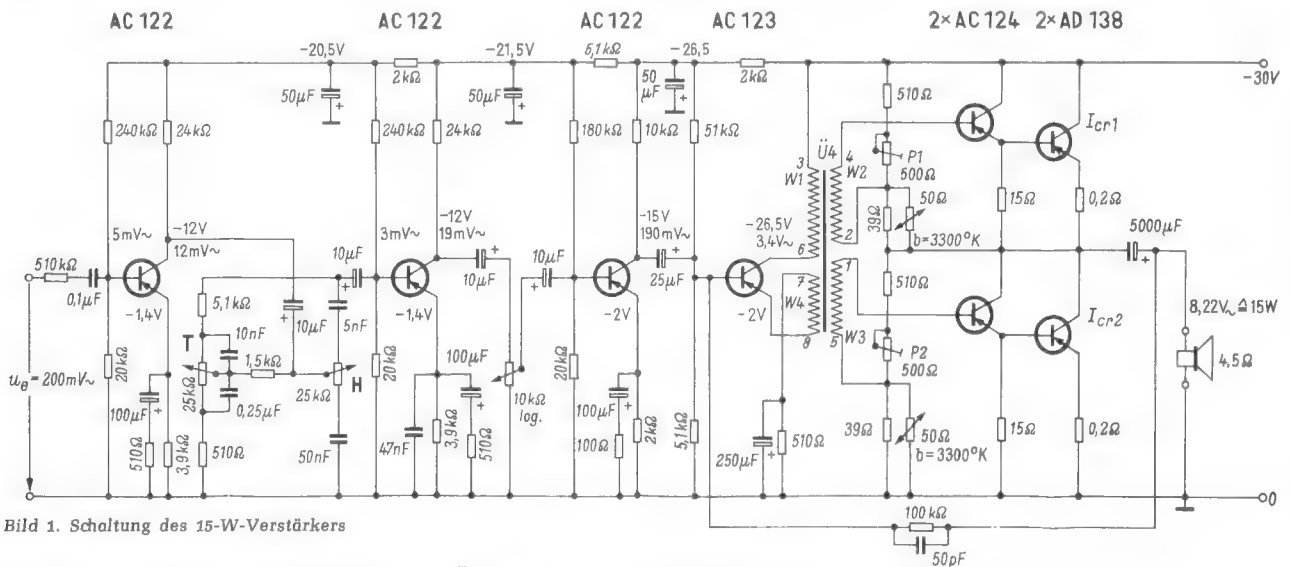 AC 122
AC 122
AC 122
AC 123
2×AC 124 2×AD 138
-20,5V
2kΩ
-21,5V
6,1kΩ
-26,5
2kΩ
-30V
50µF
+
50µF
+
50 µF
+
510Ω
240kΩ
24kΩ
240kΩ
24kΩ
180kΩ
10kΩ
51kΩ
P1
500Ω
Icr1
Ü4
3
W1
4
W2
15Ω
0,2Ω
39Ω
50Ω
b=3300°K
5000µF
+
5mV~
-12V
12mV~
3mV~
-12V
19mV~
-15V
190mV~
-26,5V
3,4V~
6
2
510kΩ
0,1µF
-1,4V
10µF
+
10µF
+
10µF
+
25µF
+
7
W4
1
510Ω
Icr2
8,22V~ ≙ 15W
4,5Ω
5,1kΩ
10nF
10µF
+
5nF
-1,4V
-2V
-2V
8
W3
5
P2
500Ω
ue = 200mV~
20kΩ
T
1,5kΩ
25kΩ
0,25µF
25kΩ
H
20kΩ
100µF
+
10kΩ log.
20kΩ
100µF
+
100µF
+
510Ω
3,9kΩ
510Ω
50nF
47nF
3,9kΩ
510Ω
100Ω
2kΩ
5,1kΩ
250µF
+
510Ω
39Ω
50Ω
b=3300°K
15Ω
0,2Ω
0
Bild 1. Schaltung des 15-W-Verstärkers
100 kΩ
50pF